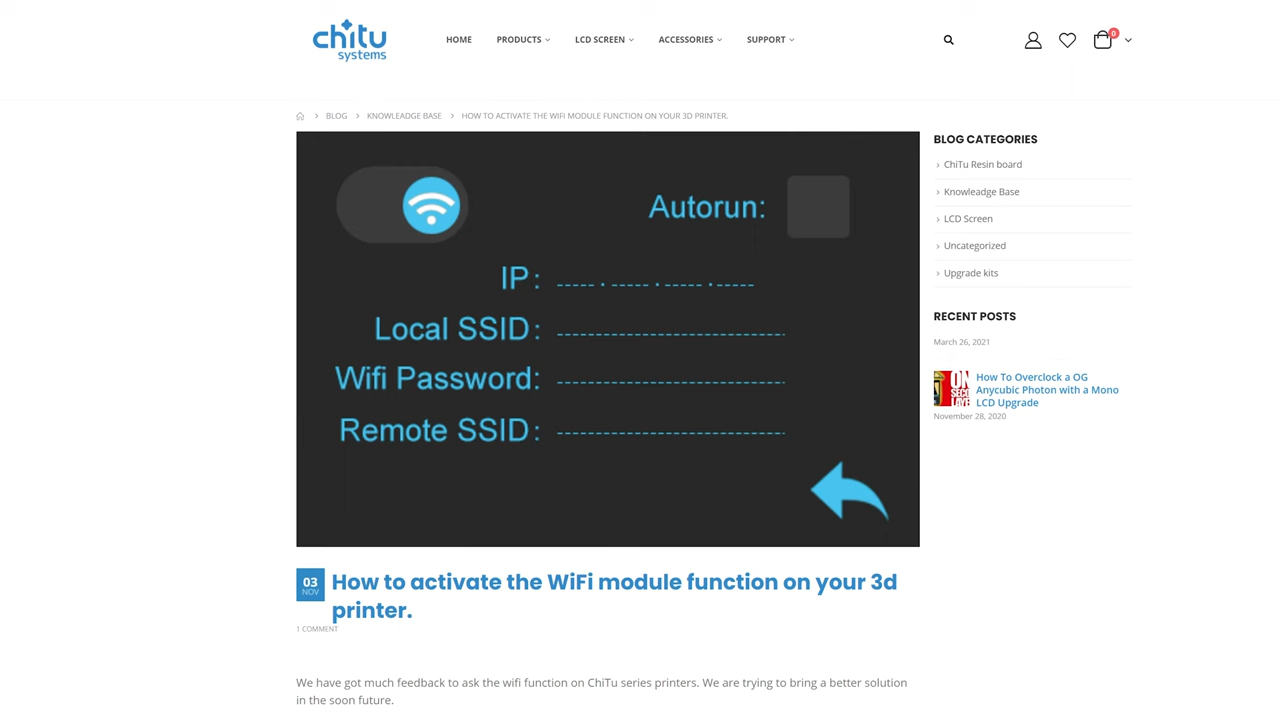 chitu
systems
HOME
PRODUCTS
LCD SCREEN
ACCESSORIES
SUPPORT
0
BLOG
KNOWLEADGE BASE
HOW TO ACTIVATE THE WIFI MODULE FUNCTION ON YOUR 3D PRINTER.
Autorun:
IP:
Local SSID:
Wifi Password:
Remote SSID:
BLOG CATEGORIES
ChiTu Resin board
Knowleadge Base
LCD Screen
Uncategorized
Upgrade kits
RECENT POSTS
March 26, 2021
How To Overclock a OG
Anycubic Photon with a Mono
LCD Upgrade
November 28, 2020
03
NOV
How to activate the WiFi module function on your 3d
printer.
1 COMMENT
We have got much feedback to ask the wifi function on ChiTu series printers. We are trying to bring a better solution
in the soon future.